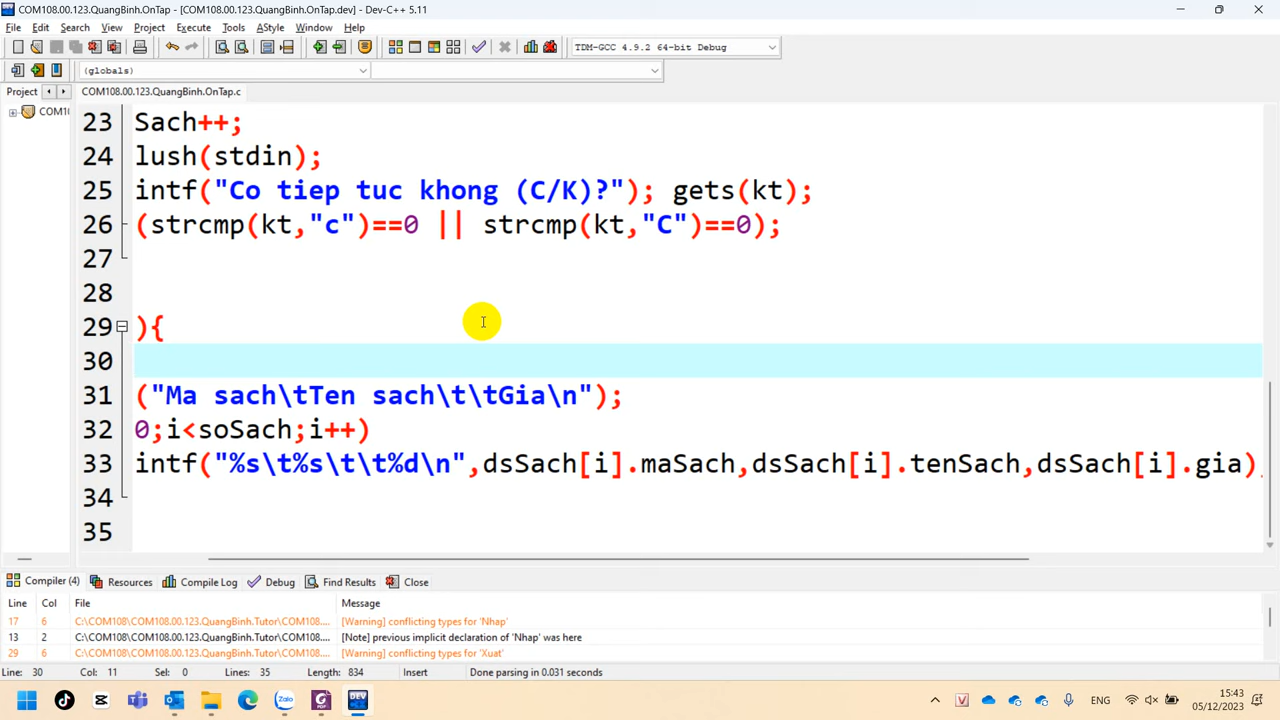 COM108.00.123.QuangBinh.OnTap - [COM108.00.123.QuangBinh.OnTap.dev] - Dev-C++ 5.11
File Edit Search View Project Execute Tools AStyle Window Help
TDM-GCC 4.9.2 64-bit Debug
(globals)
Project COM108.00.123.QuangBinh.OnTap.c
COM10
23 Sach++;
24 lush(stdin);
25 intf("Co tiep tuc khong (C/K)?"); gets(kt);
26 (strcmp(kt,"c")==0 || strcmp(kt,"C")==0);
27
28
29 ){
30
31 ("Ma sach\tTen sach\t\tGia\n");
32 0;i<soSach;i++)
33 intf("%s\t%s\t\t%d\n",dsSach[i].maSach,dsSach[i].tenSach,dsSach[i].gia)
34
35
Compiler (4) Resources Compile Log Debug Find Results Close
Line Col File Message
17 6 C:\COM108\COM108.00.123.QuangBinh.Tutor\COM108.... [Warning] conflicting types for 'Nhap'
13 2 C:\COM108\COM108.00.123.QuangBinh.Tutor\COM108.... [Note] previous implicit declaration of 'Nhap' was here
29 6 C:\COM108\COM108.00.123.QuangBinh.Tutor\COM108.... [Warning] conflicting types for 'Xuat'
Line: 30 Col: 11 Sel: 0 Lines: 35 Length: 834 Insert Done parsing in 0.031 seconds
Zalo DEV V ENG 15:43
05/12/2023